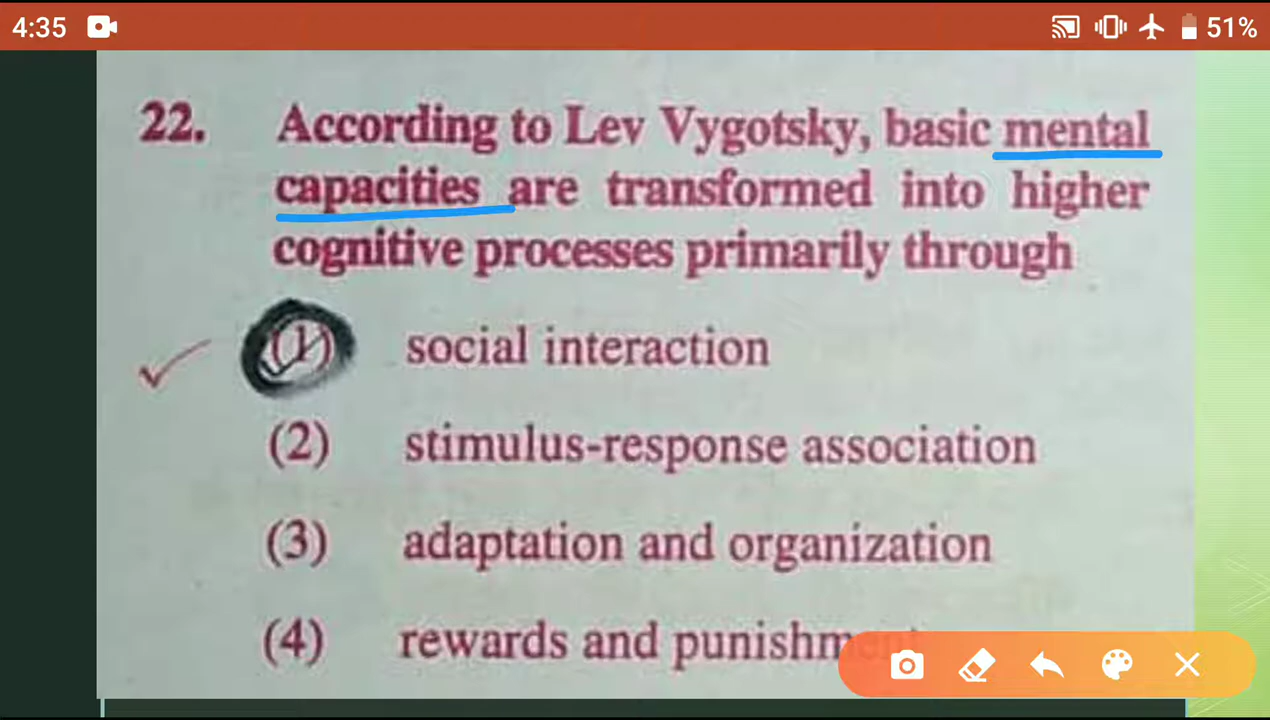 4:35
51%
22. According to Lev Vygotsky, basic mental
capacities are transformed into higher
cognitive processes primarily through
(1) social interaction
(2) stimulus-response association
(3) adaptation and organization
(4) rewards and punishment